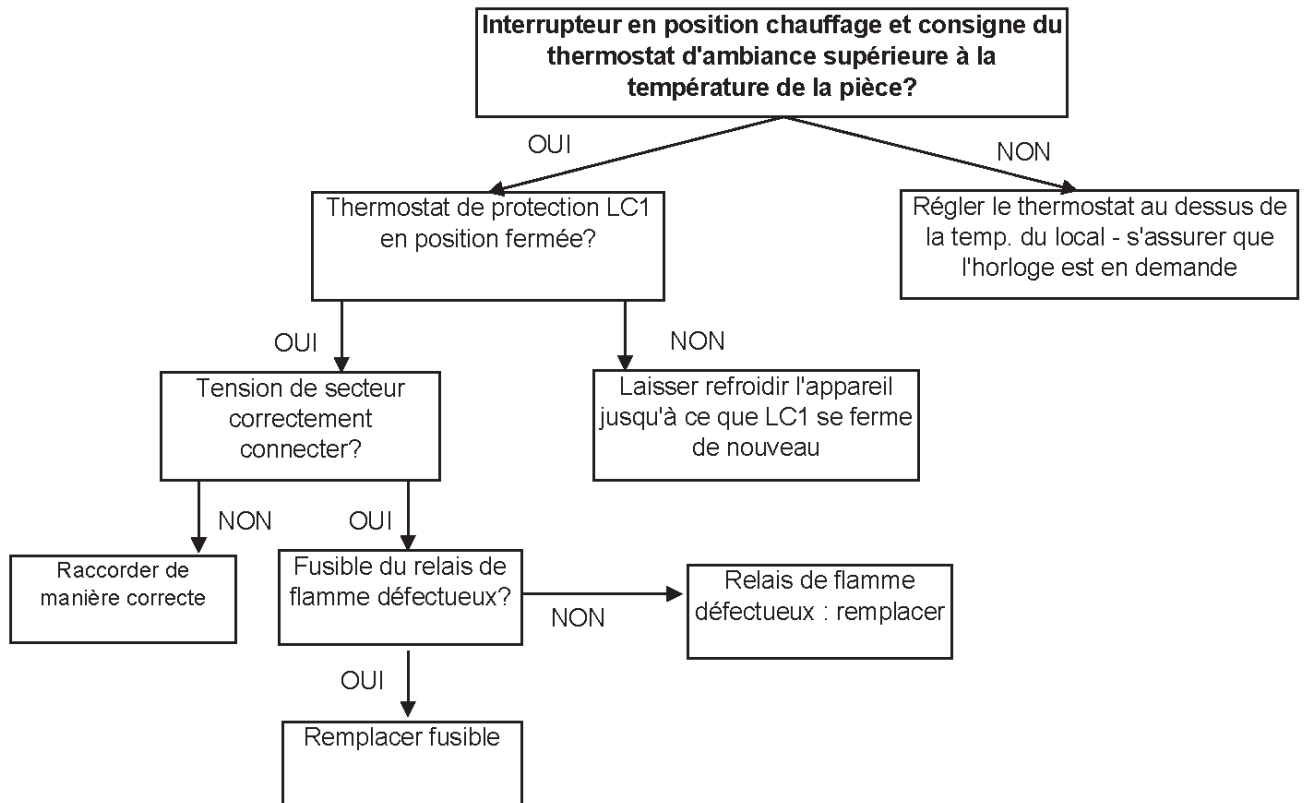 Interrupteur en position chauffage et consigne du
thermostat d'ambiance supérieure à la
température de la pièce?
OUI
NON
Thermostat de protection LC1
en position fermée?
Régler le thermostat au dessus de
la temp. du local - s'assurer que
l'horloge est en demande
OUI
NON
Tension de secteur
correctement
connecter?
Laisser refroidir l'appareil
jusqu'à ce que LC1 se ferme
de nouveau
NON
OUI
Raccorder de
manière correcte
Fusible du relais de
flamme défectueux?
NON
Relais de flamme
défectueux : remplacer
OUI
Remplacer fusible